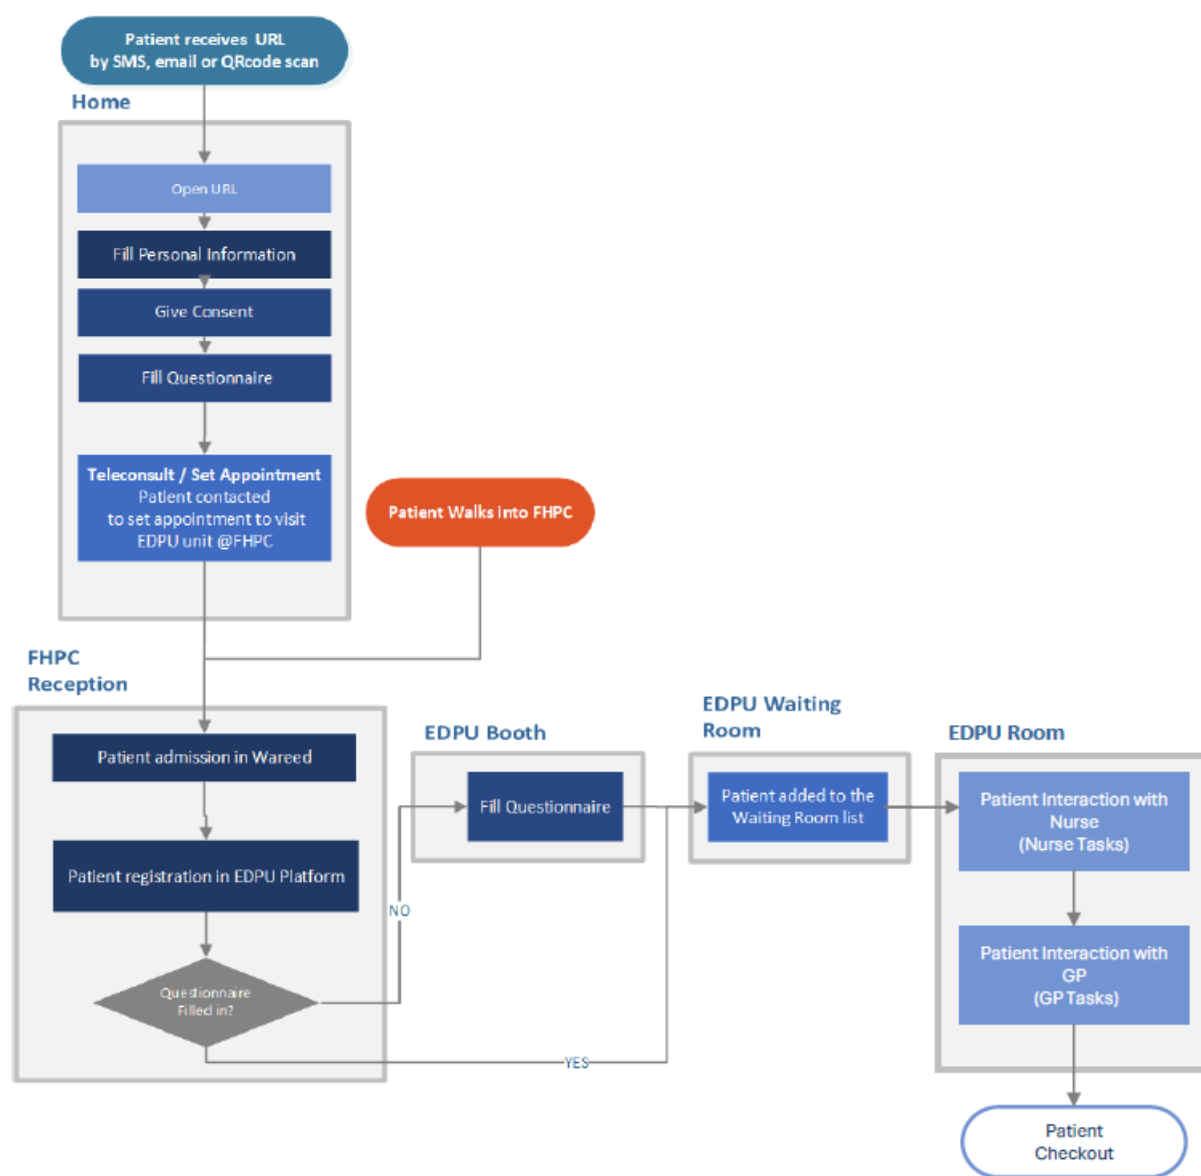 Patient receives URL
by SMS, email or QRcode scan
Home
Open URL
Fill Personal Information
Give Consent
Fill Questionnaire
Teleconsult / Set Appointment
Patient contacted
to set appointment to visit
EDPU unit @FHPC
Patient Walks into FHPC
FHPC
Reception
Patient admission in Wareed
Patient registration in EDPU Platform
Questionnaire
Filled in?
NO
YES
EDPU Booth
Fill Questionnaire
EDPU Waiting
Room
Patient added to the
Waiting Room list
EDPU Room
Patient Interaction with
Nurse
(Nurse Tasks)
Patient Interaction with
GP
(GP Tasks)
Patient
Checkout